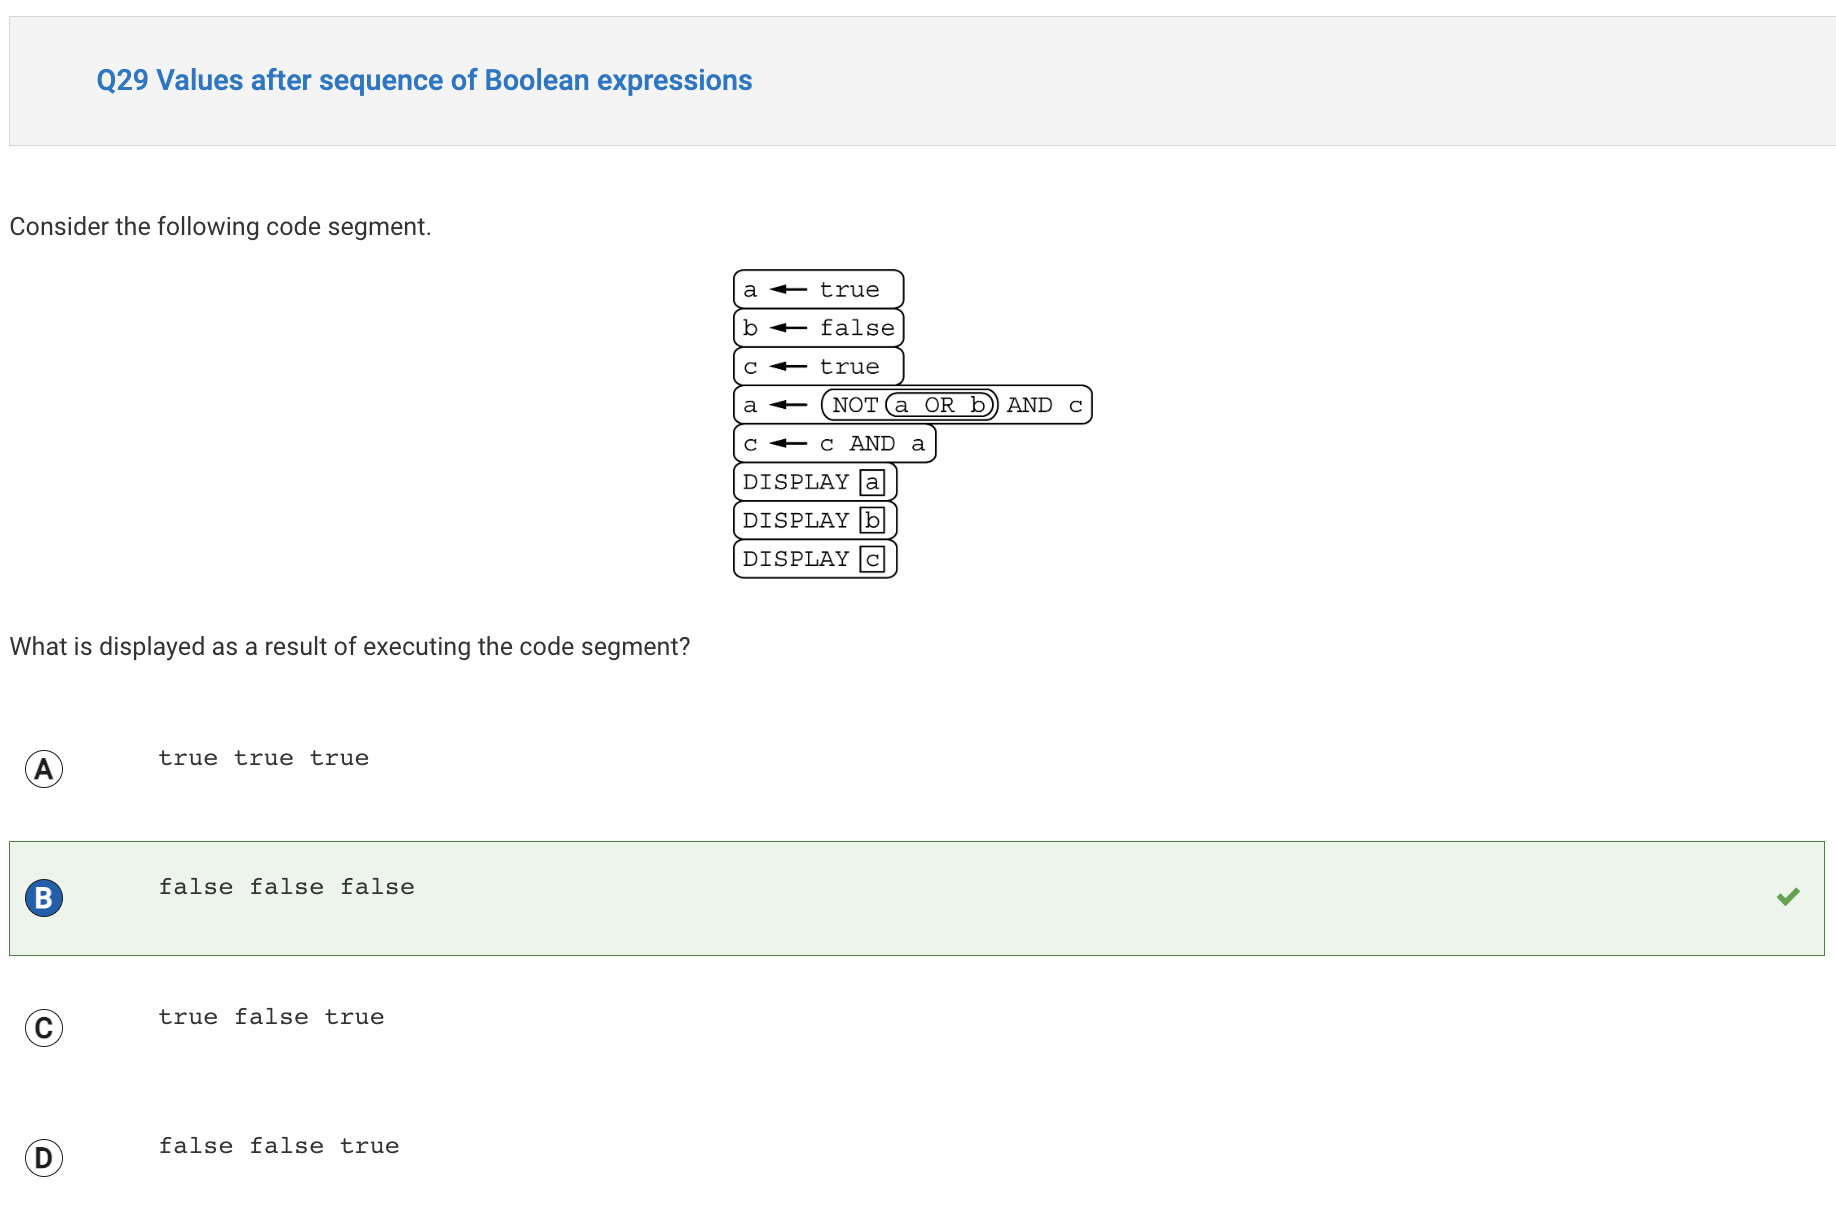 Q29 Values after sequence of Boolean expressions
Consider the following code segment.
a ← true
b ← false
c ← true
a ← NOT a OR b AND c
c ← c AND a
DISPLAY a
DISPLAY b
DISPLAY c
What is displayed as a result of executing the code segment?
A true true true
B false false false
C true false true
D false false true